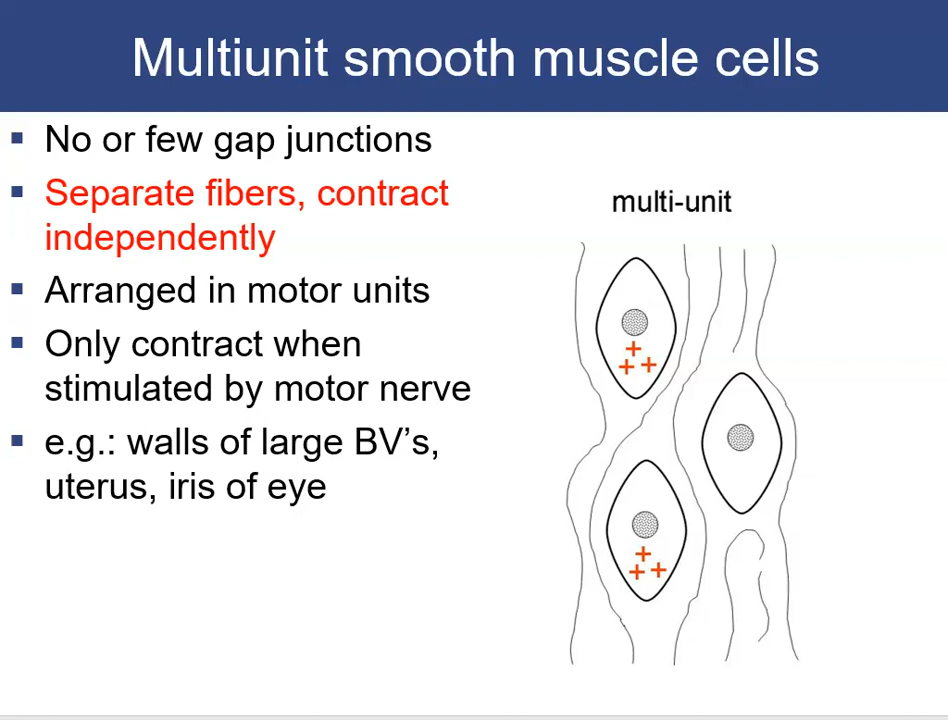 Multiunit smooth muscle cells
▪ No or few gap junctions
▪ Separate fibers, contract
independently
▪ Arranged in motor units
▪ Only contract when
stimulated by motor nerve
▪ e.g.: walls of large BV’s,
uterus, iris of eye
multi-unit
+
+ +
+
+ +